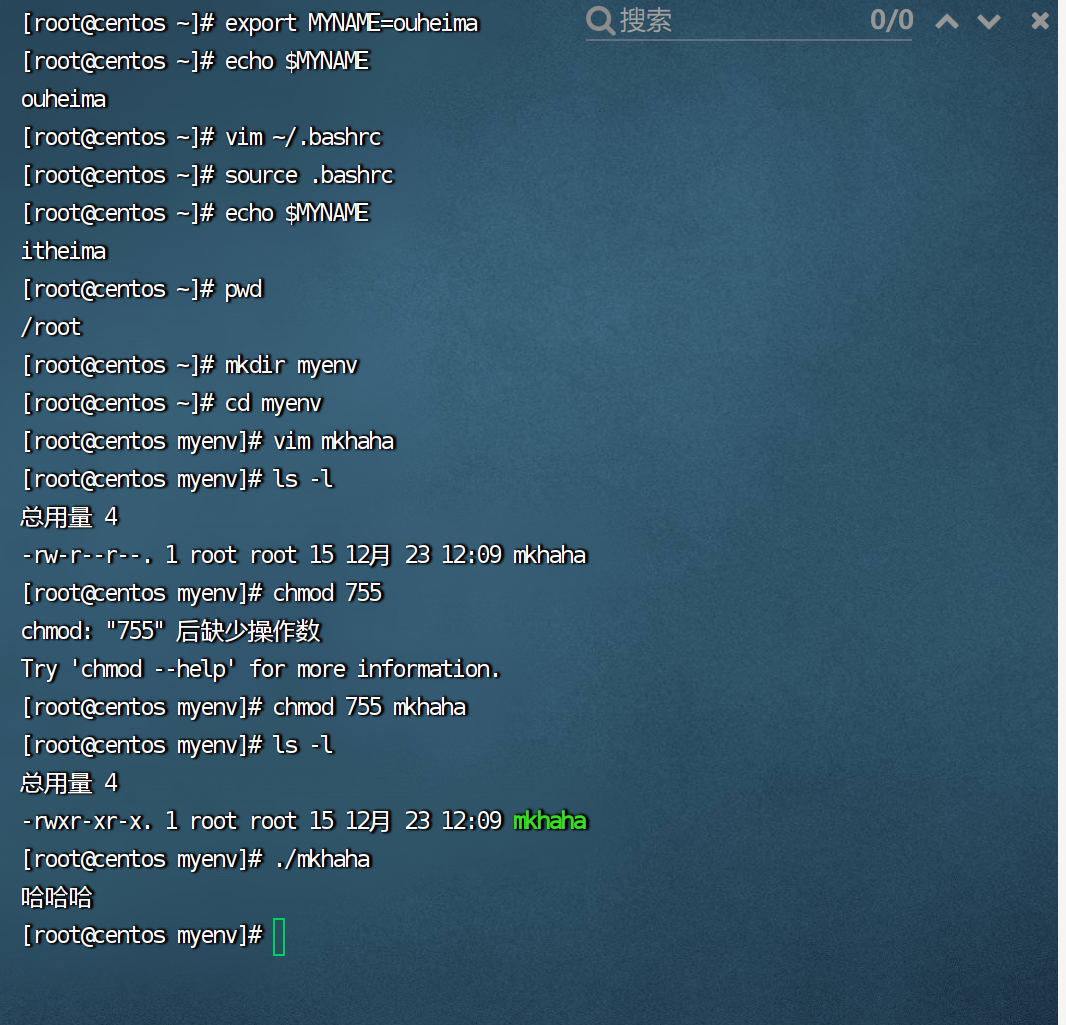 [root@centos ~]# export MYNAME=ouheima
搜索 0/0
[root@centos ~]# echo $MYNAME
ouheima
[root@centos ~]# vim ~/.bashrc
[root@centos ~]# source .bashrc
[root@centos ~]# echo $MYNAME
itheima
[root@centos ~]# pwd
/root
[root@centos ~]# mkdir myenv
[root@centos ~]# cd myenv
[root@centos myenv]# vim mkhaha
[root@centos myenv]# ls -l
总用量 4
-rw-r--r--. 1 root root 15 12月 23 12:09 mkhaha
[root@centos myenv]# chmod 755
chmod: "755" 后缺少操作数
Try 'chmod --help' for more information.
[root@centos myenv]# chmod 755 mkhaha
[root@centos myenv]# ls -l
总用量 4
-rwxr-xr-x. 1 root root 15 12月 23 12:09 mkhaha
[root@centos myenv]# ./mkhaha
哈哈哈
[root@centos myenv]#